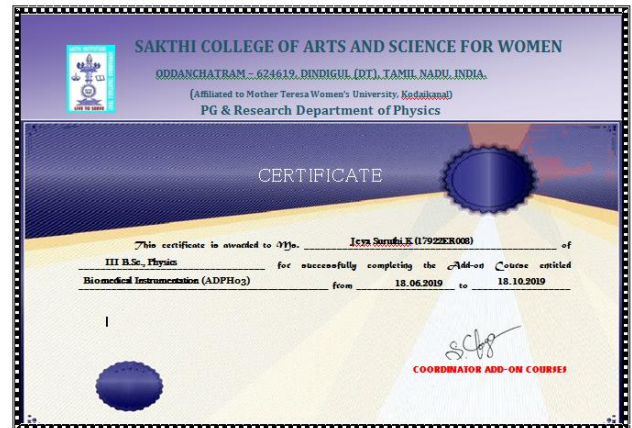 SAKTHI COLLEGE OF ARTS AND SCIENCE FOR WOMEN
ODDANCHATRAM – 624619. DINDIGUL (DT). TAMIL NADU. INDIA.
(Affiliated to Mother Teresa Women's University, Kodaikanal)
PG & Research Department of Physics
LIVE TO SERVE
CERTIFICATE
This certificate is awarded to Ms. Jeya Suruthi.K (17922ER008) of
III B.Sc., Physics for successfully completing the Add-on Course entitled
Biomedical Instrumentation (ADPH03) from 18.06.2019 to 18.10.2019
COORDINATOR ADD-ON COURSES